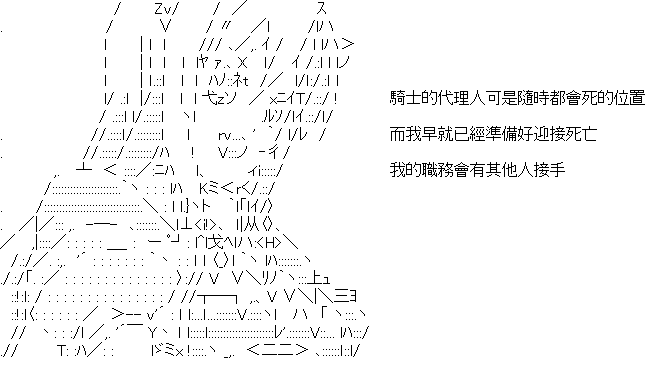 騎士的代理人可是隨時都會死的位置
而我早就已經準備好迎接死亡
我的職務會有其他人接手